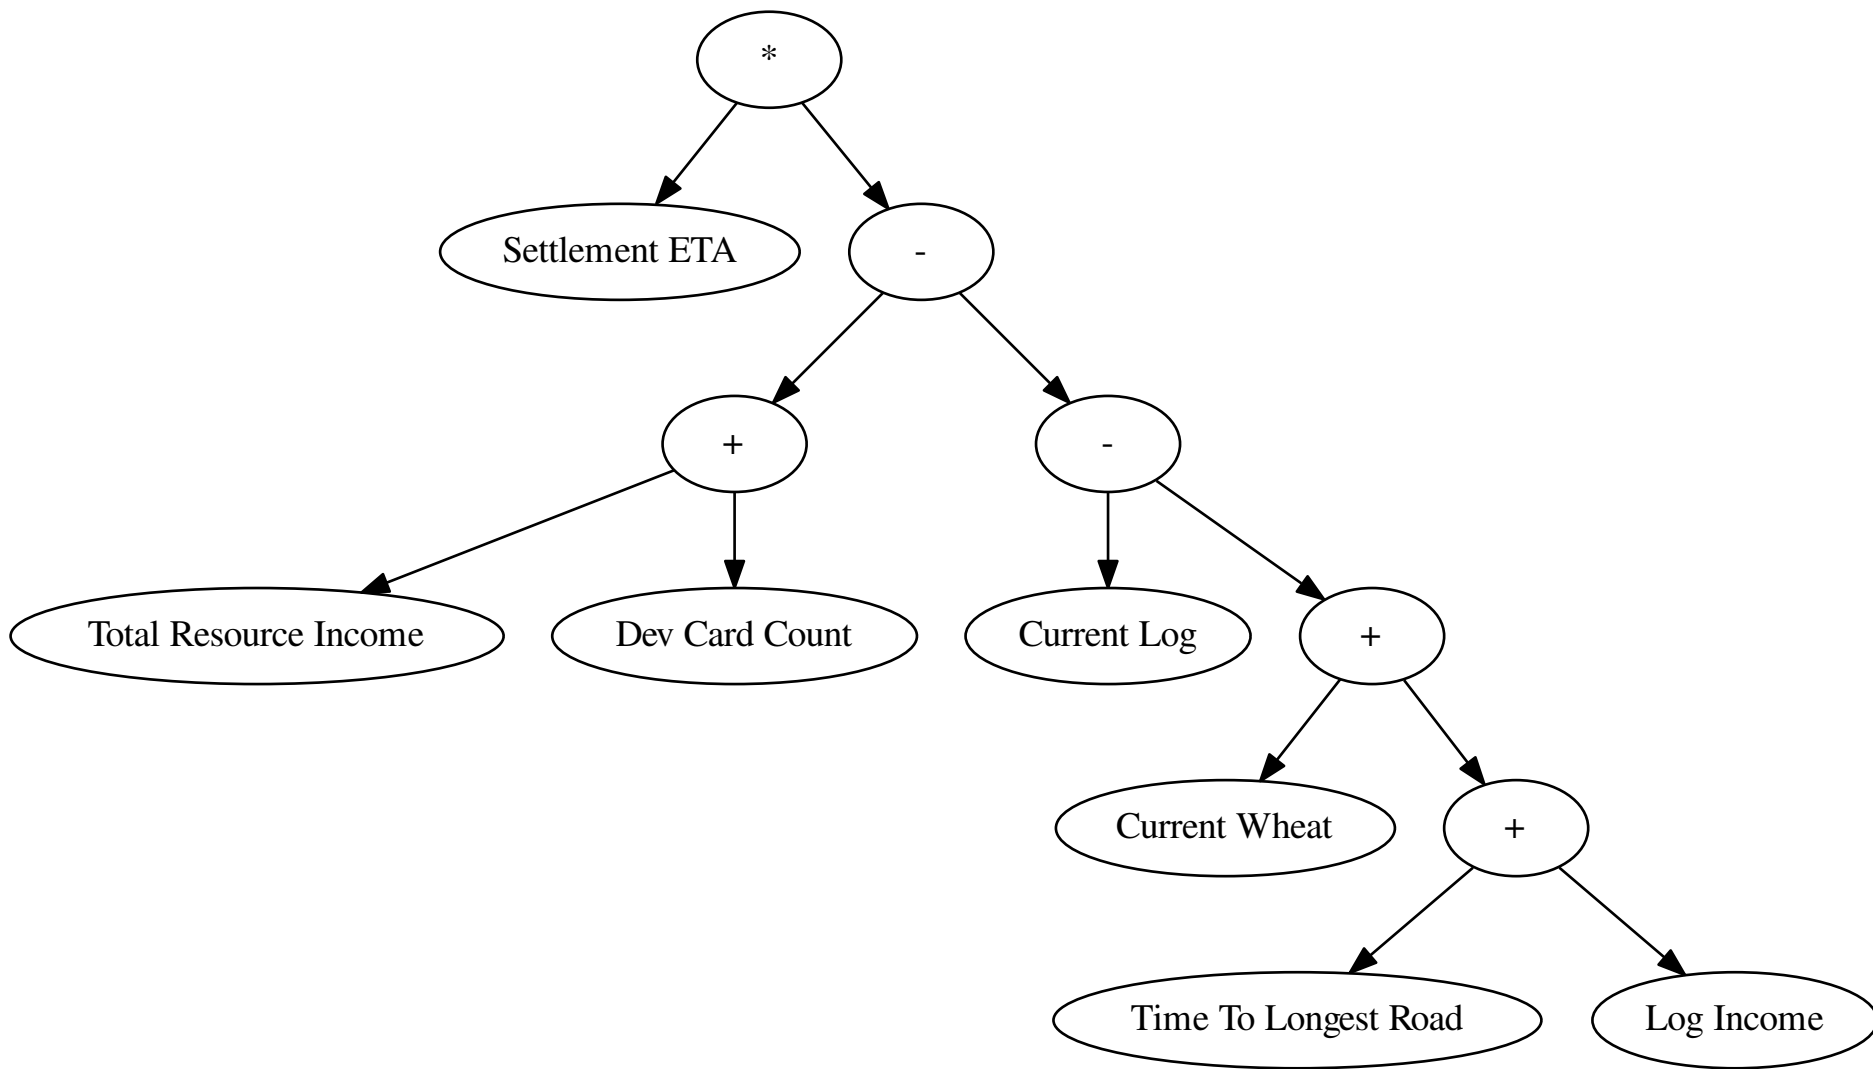 *
Settlement ETA
-
+
-
Total Resource Income
Dev Card Count
Current Log
+
Current Wheat
+
Time To Longest Road
Log Income